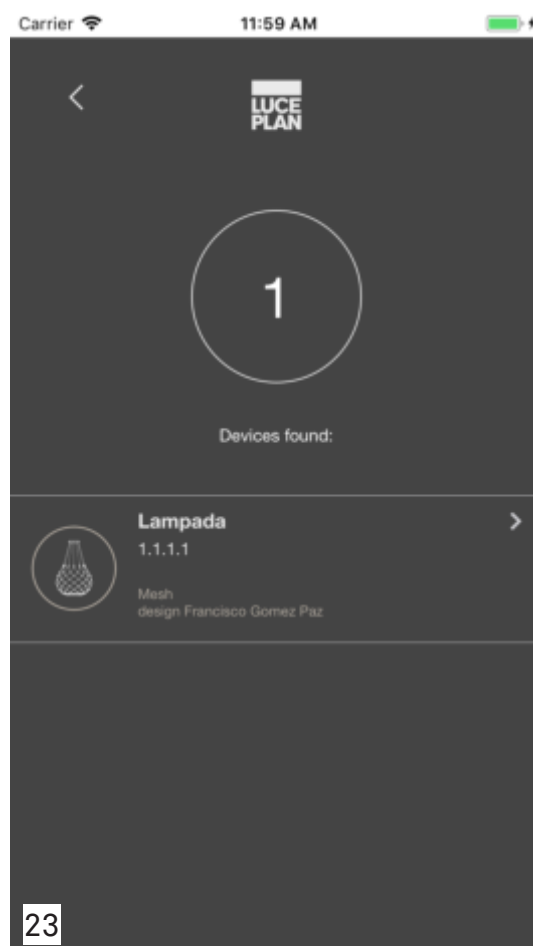 Carrier
11:59 AM
LUCE
PLAN
1
Devices found:
Lampada
1.1.1.1
Mesh
design Francisco Gomez Paz
23